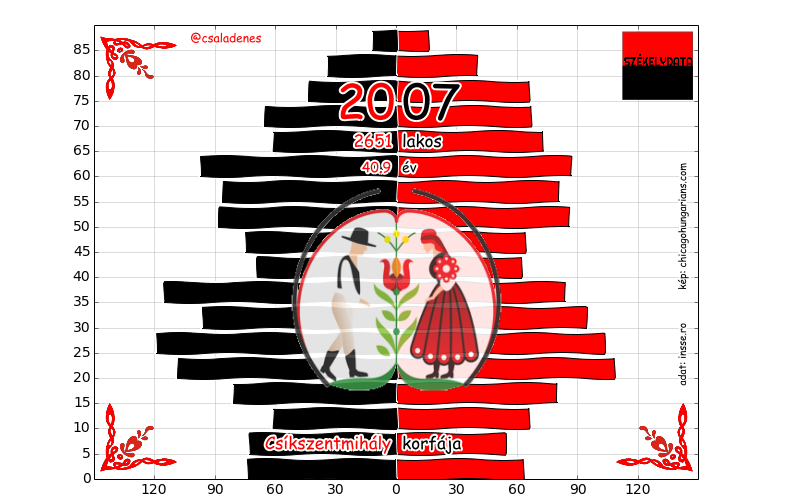 @csaladenes
SZÉKELYDATA
2007
2651 lakos
40.9 év
kép: chicagohungarians.com
adat: insse.ro
Csíkszentmihály korfája
85
80
75
70
65
60
55
50
45
40
35
30
25
20
15
10
5
0
120 90 60 30 0 30 60 90 120